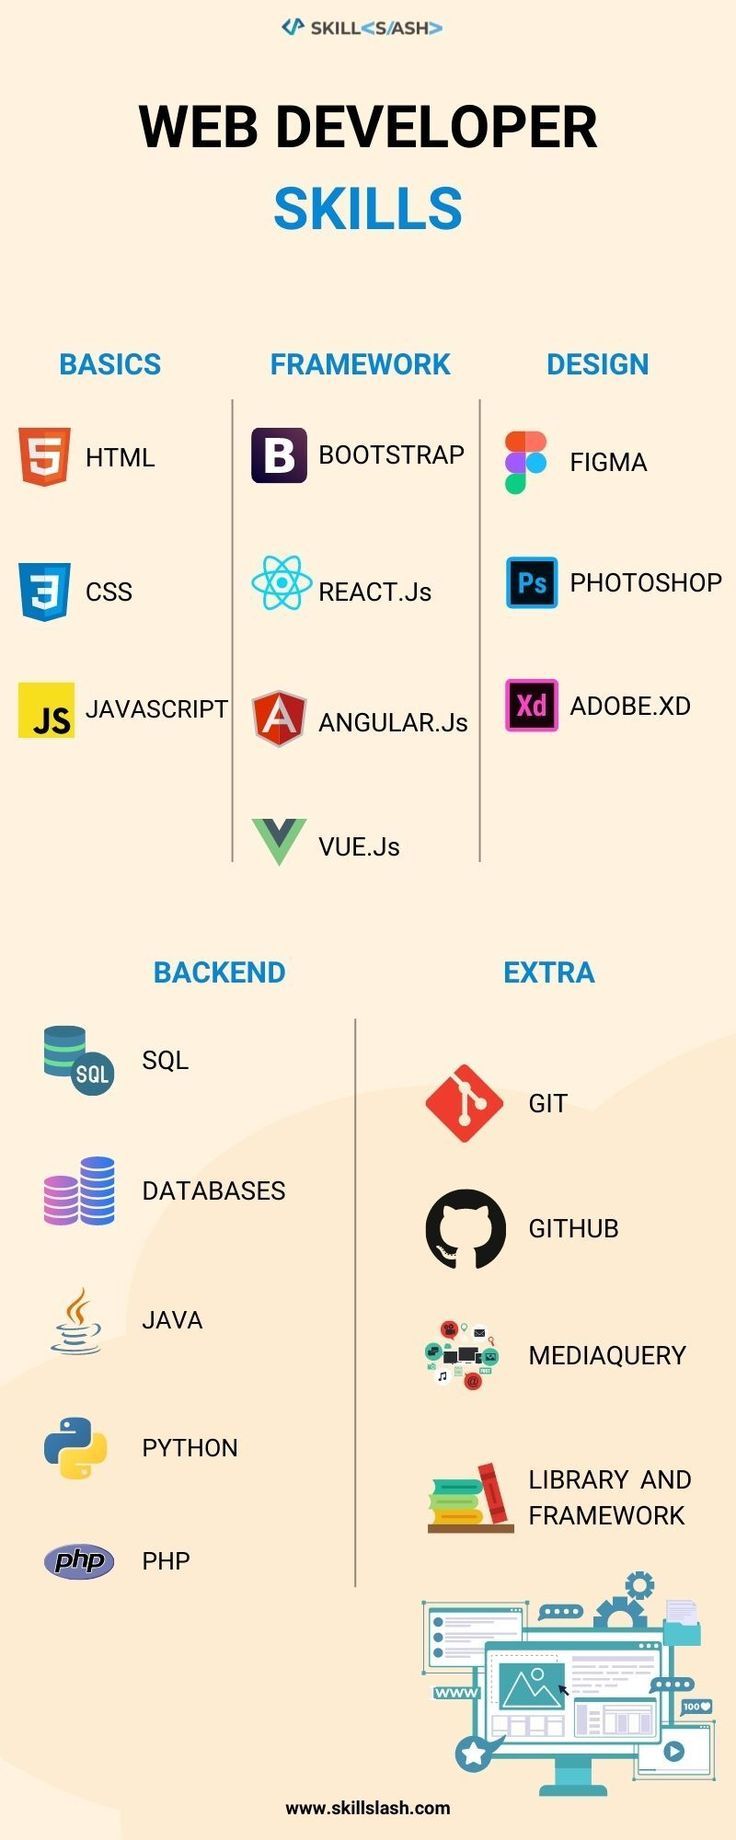 SKILL<S/ASH>
WEB DEVELOPER
SKILLS
BASICS
HTML
CSS
JS
JAVASCRIPT
FRAMEWORK
B
BOOTSTRAP
REACT.Js
A
ANGULAR.Js
VUE.Js
DESIGN
FIGMA
Ps
PHOTOSHOP
Xd
ADOBE.XD
BACKEND
SQL
SQL
DATABASES
JAVA
PYTHON
php
PHP
EXTRA
GIT
GITHUB
MEDIAQUERY
LIBRARY AND
FRAMEWORK
WWW
100
www.skillslash.com